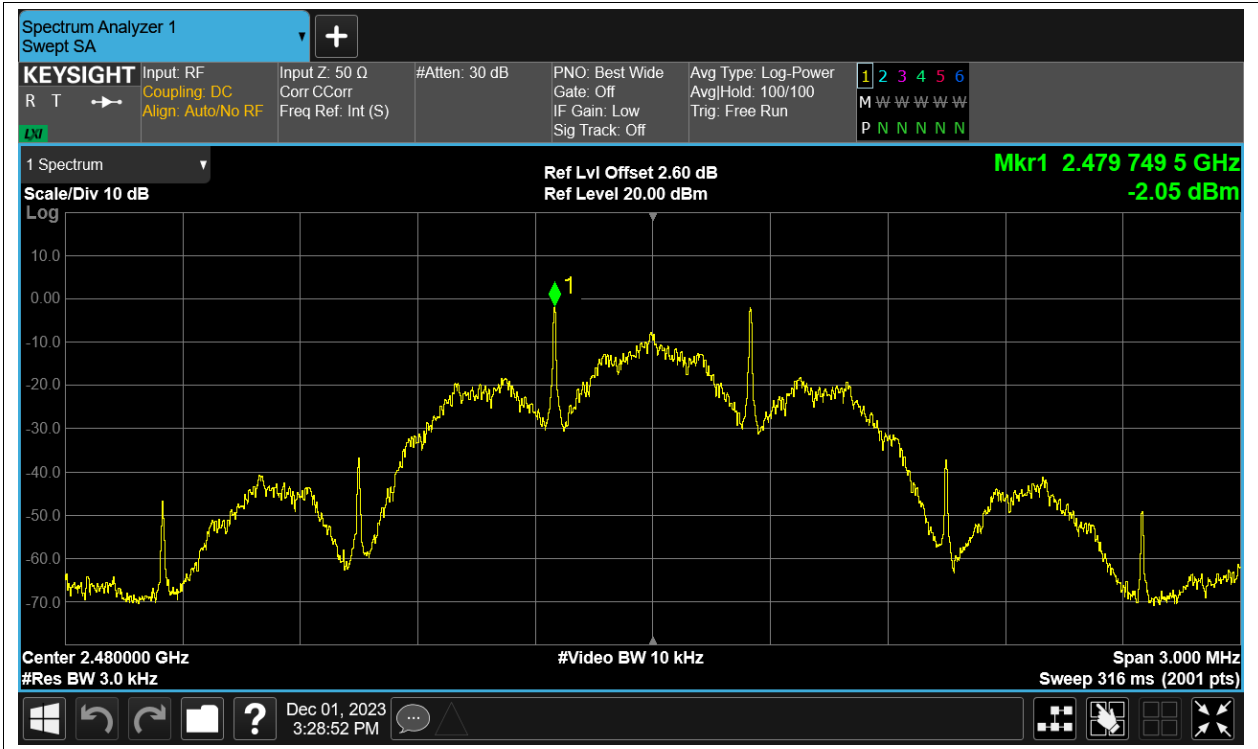 Spectrum Analyzer 1
Swept SA
KEYSIGHT
R T
LXI
Input: RF
Coupling: DC
Align: Auto/No RF
Input Z: 50 Ω
Corr CCorr
Freq Ref: Int (S)
#Atten: 30 dB
PNO: Best Wide
Gate: Off
IF Gain: Low
Sig Track: Off
Avg Type: Log-Power
Avg|Hold: 100/100
Trig: Free Run
1 2 3 4 5 6
M W W W W W
P N N N N N
1 Spectrum
Scale/Div 10 dB
Log
Ref Lvl Offset 2.60 dB
Ref Level 20.00 dBm
Mkr1 2.479 749 5 GHz
-2.05 dBm
10.0
0.00
-10.0
-20.0
-30.0
-40.0
-50.0
-60.0
-70.0
1
Center 2.480000 GHz
#Res BW 3.0 kHz
#Video BW 10 kHz
Span 3.000 MHz
Sweep 316 ms (2001 pts)
?
Dec 01, 2023
3:28:52 PM